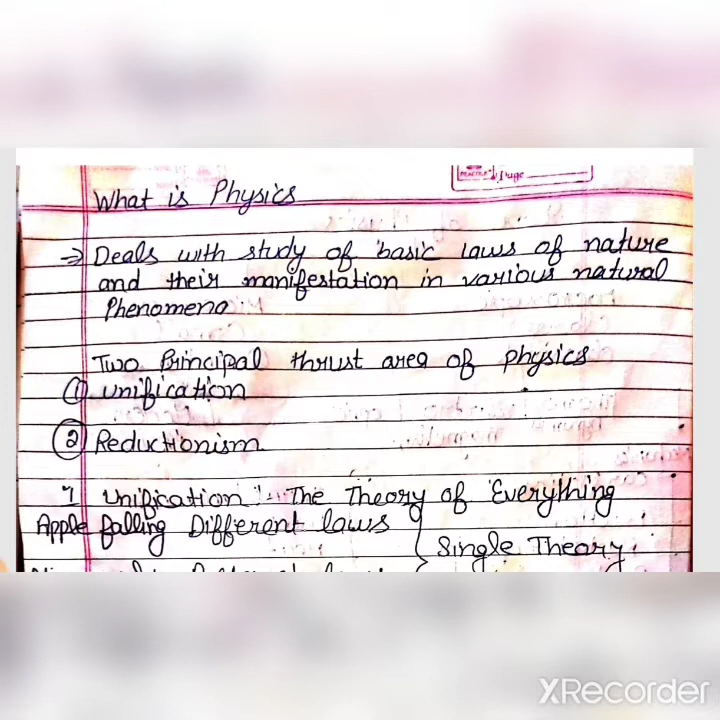 Page
What is Physics
⇒ Deals with study of basic laws of nature
and their manifestation in various natural
Phenomena
Two Principal thrust area of physics
① unification
② Reductionism.
1 Unification :- The Theory of Everything
Apple falling Different laws
Single Theory.
XRecorder